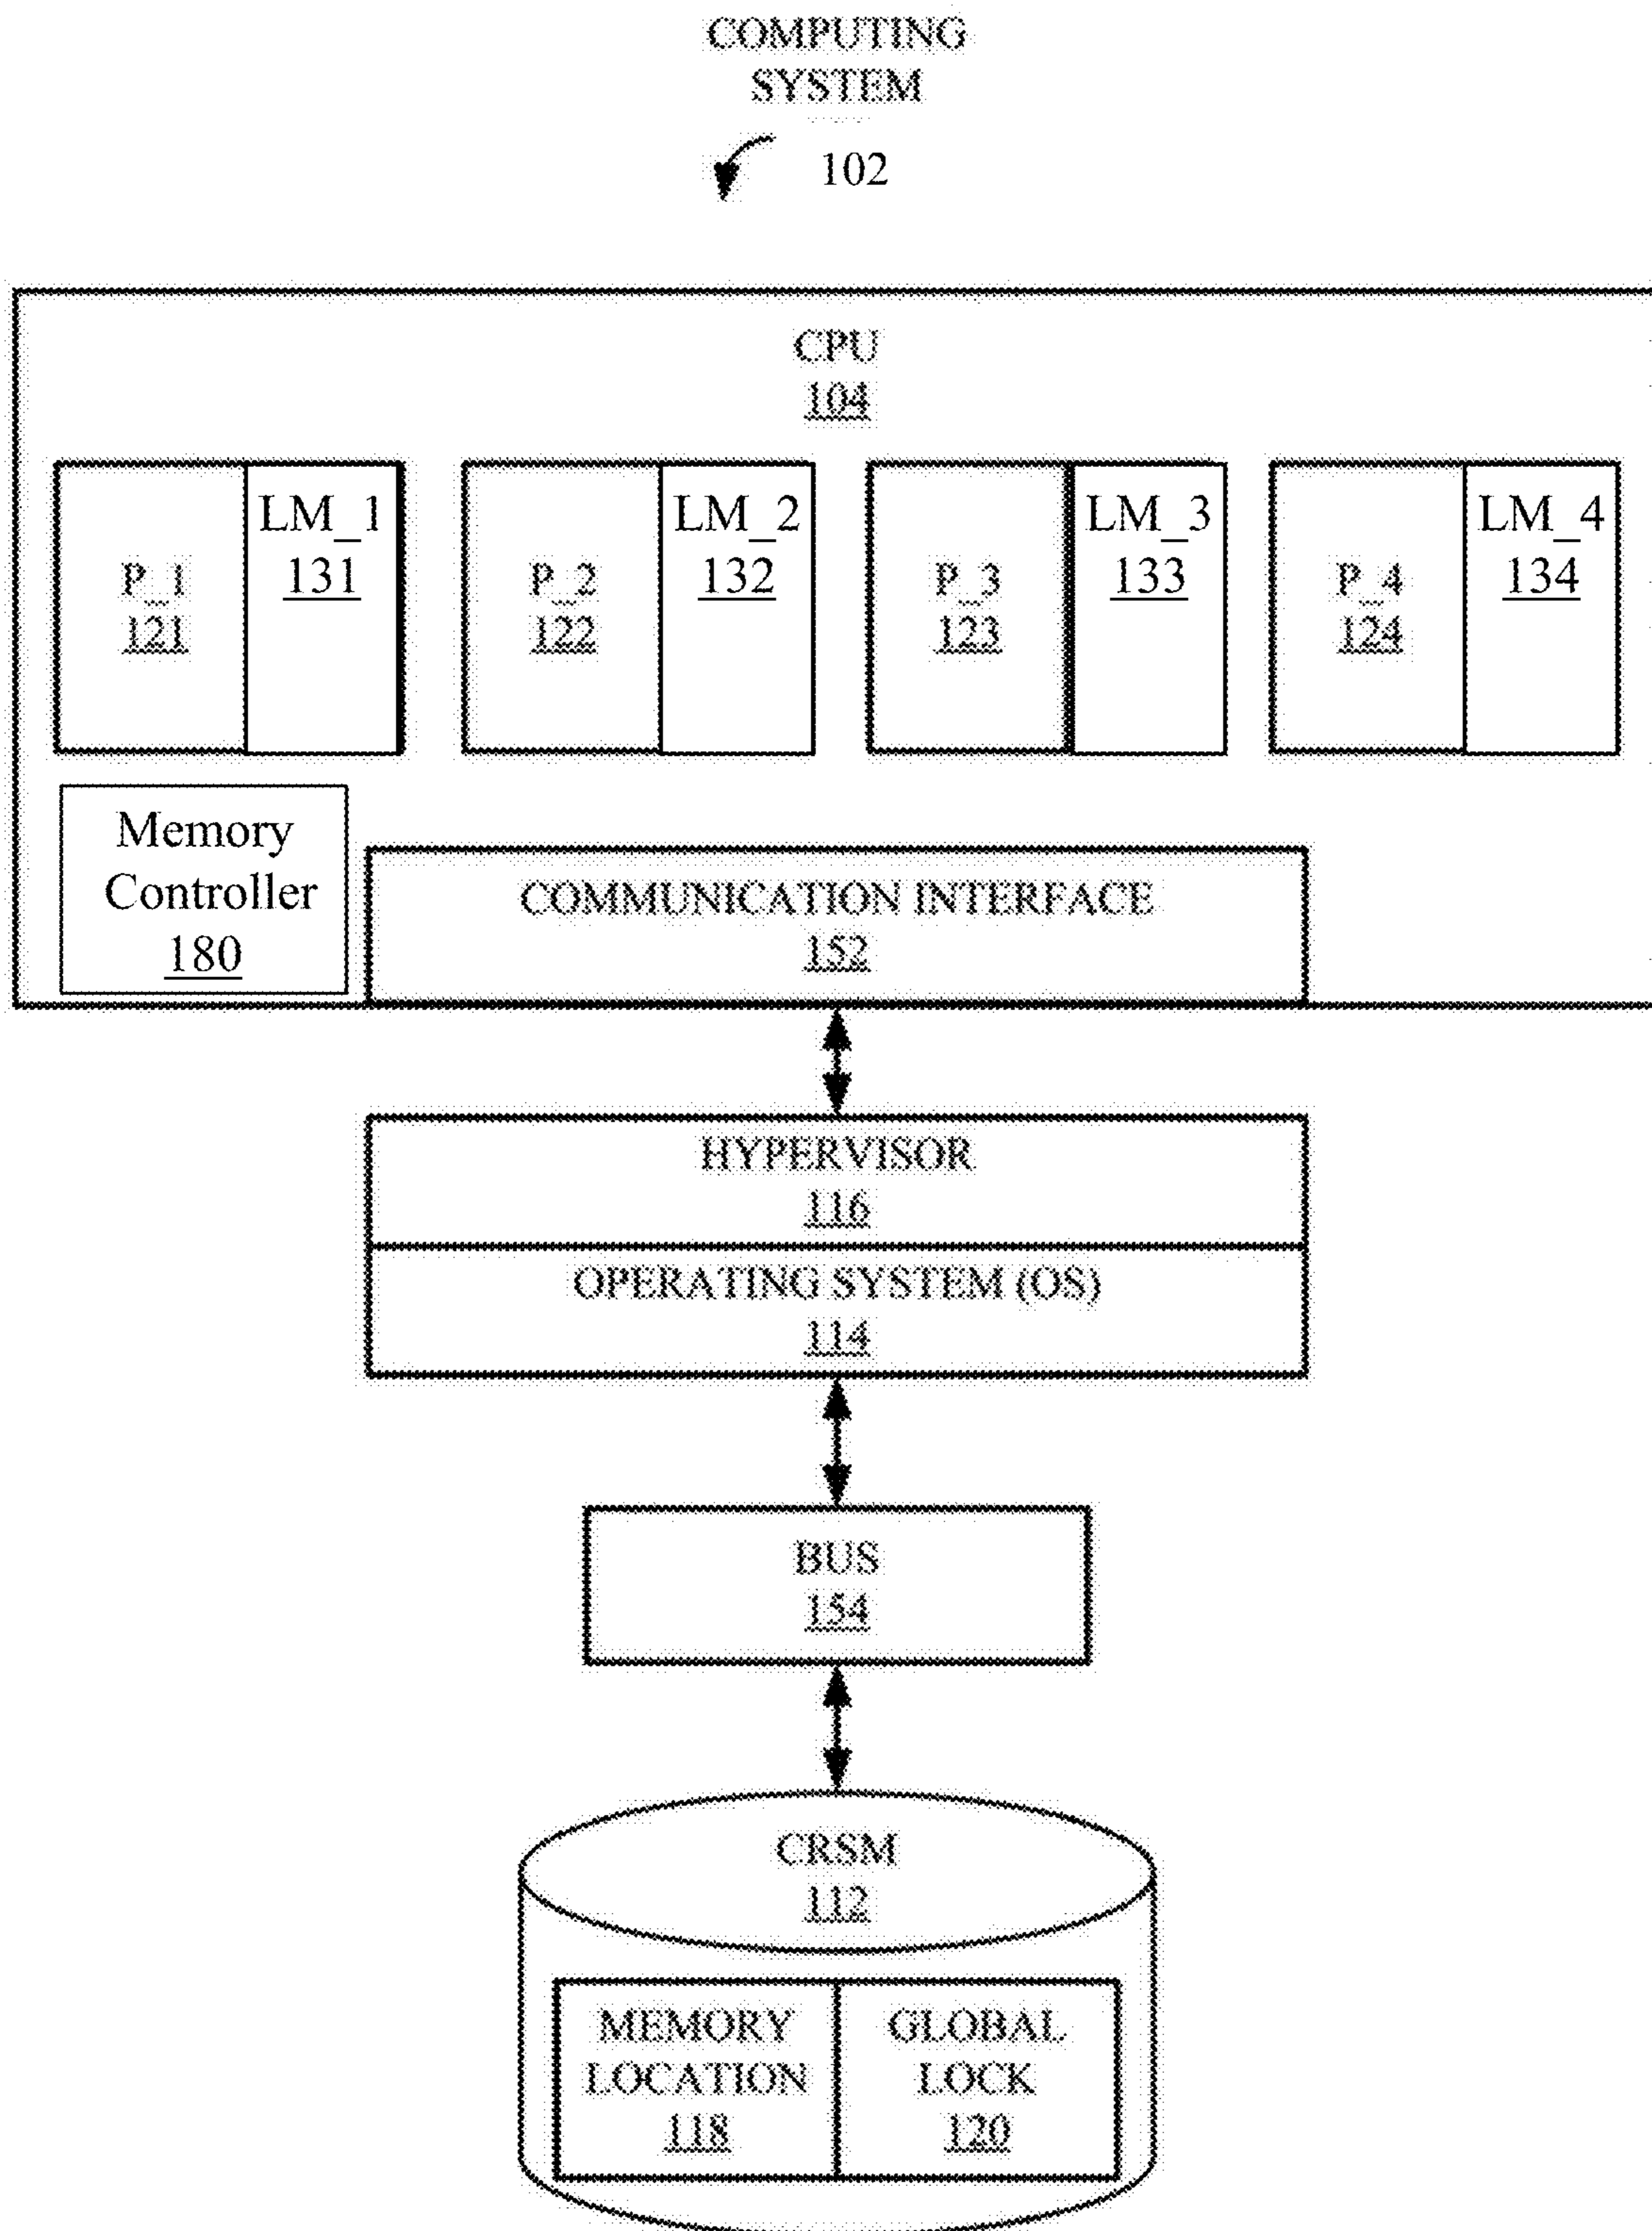 COMPUTING
SYSTEM
102
CPU
104
P_1
121
LM_1
131
P_2
122
LM_2
132
P_3
123
LM_3
133
P_4
124
LM_4
134
Memory
Controller
180
COMMUNICATION INTERFACE
152
HYPERVISOR
116
OPERATING SYSTEM (OS)
114
BUS
154
CRSM
112
MEMORY
LOCATION
118
GLOBAL
LOCK
120